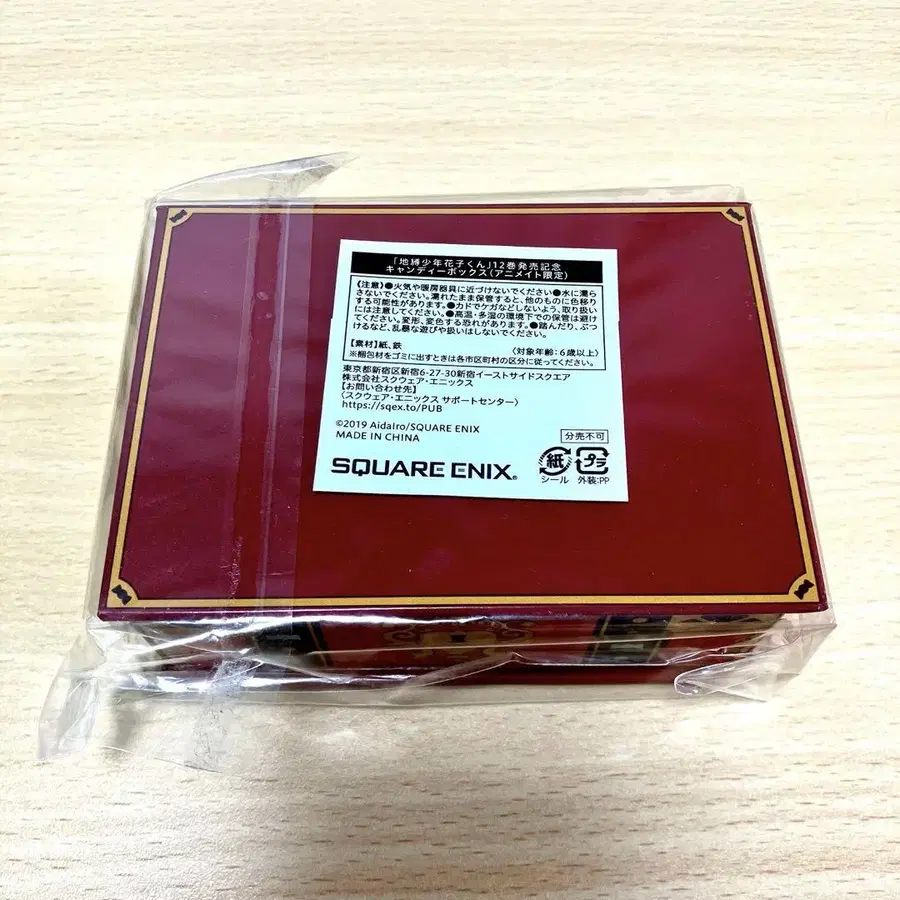 「地縛少年花子くん」12巻発売記念
キャンディーボックス(アニメイト限定)
《注意》●火気や暖房器具に近づけないでください●水に濡ら
さないでください。濡れたまま保管すると、他のものに色移り
する可能性があります。●カドでケガなどしないよう、取り扱い
には注意してください。●高温・多湿の環境下での保管は避け
てください。変形、変色する恐れがあります。●踏んだり、ぶつ
けるなど、乱暴な遊びや扱いはしないでください。
【素材】紙、鉄 〈対象年齢:6歳以上〉
※梱包材をゴミに出すときは各市区町村の区分に従ってください。
東京都新宿区新宿6-27-30新宿イーストサイドスクエア
株式会社スクウェア・エニックス
【お問い合わせ先】
〈スクウェア・エニックス サポートセンター〉
https://sqex.to/PUB
©2019 AidaIro/SQUARE ENIX
MADE IN CHINA
分売不可
SQUARE ENIX.
紙 プラ
シール 外装:PP